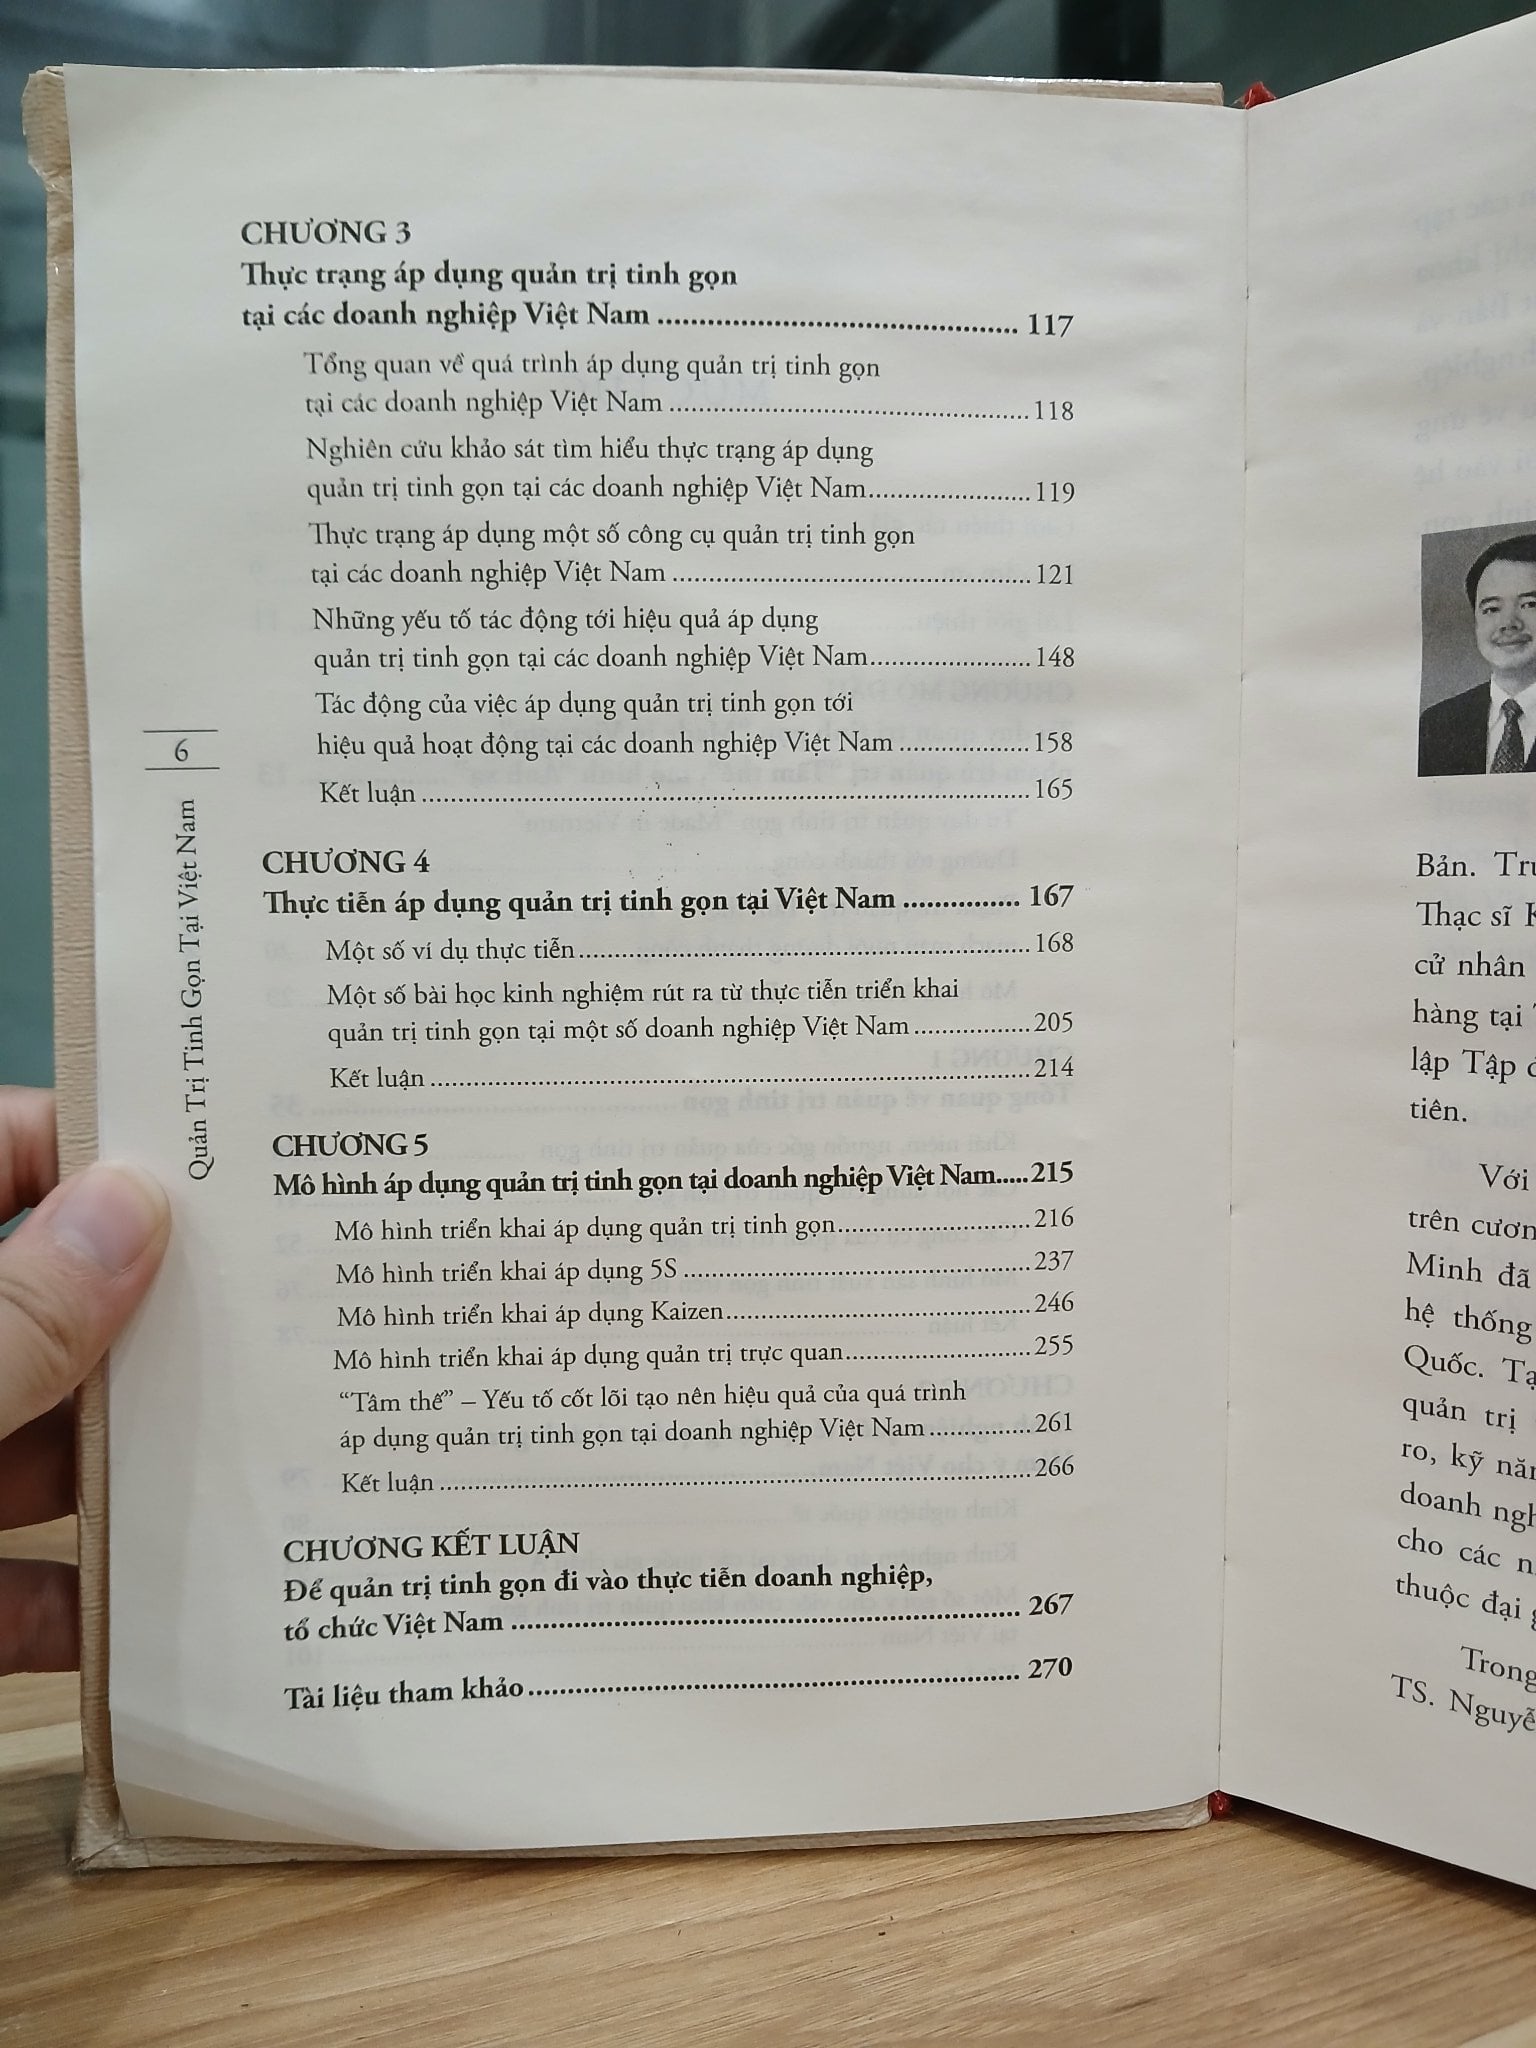 CHƯƠNG 3
Thực trạng áp dụng quản trị tinh gọn
tại các doanh nghiệp Việt Nam ............................................... 117
Tổng quan về quá trình áp dụng quản trị tinh gọn
tại các doanh nghiệp Việt Nam ............................................... 118
Nghiên cứu khảo sát tìm hiểu thực trạng áp dụng
quản trị tinh gọn tại các doanh nghiệp Việt Nam..................... 119
Thực trạng áp dụng một số công cụ quản trị tinh gọn
tại các doanh nghiệp Việt Nam ............................................... 121
Những yếu tố tác động tới hiệu quả áp dụng
quản trị tinh gọn tại các doanh nghiệp Việt Nam..................... 148
Tác động của việc áp dụng quản trị tinh gọn tới
hiệu quả hoạt động tại các doanh nghiệp Việt Nam ................. 158
Kết luận ............................................................................... 165
CHƯƠNG 4
Thực tiễn áp dụng quản trị tinh gọn tại Việt Nam ............... 167
Một số ví dụ thực tiễn........................................................... 168
Một số bài học kinh nghiệm rút ra từ thực tiễn triển khai
quản trị tinh gọn tại một số doanh nghiệp Việt Nam ............... 205
Kết luận ............................................................................... 214
CHƯƠNG 5
Mô hình áp dụng quản trị tinh gọn tại doanh nghiệp Việt Nam.....215
Mô hình triển khai áp dụng quản trị tinh gọn......................... 216
Mô hình triển khai áp dụng 5S ............................................. 237
Mô hình triển khai áp dụng Kaizen........................................ 246
Mô hình triển khai áp dụng quản trị trực quan........................ 255
“Tâm thế” – Yếu tố cốt lõi tạo nên hiệu quả của quá trình
áp dụng quản trị tinh gọn tại doanh nghiệp Việt Nam ............. 261
Kết luận ............................................................................... 266
CHƯƠNG KẾT LUẬN
Để quản trị tinh gọn đi vào thực tiễn doanh nghiệp,
tổ chức Việt Nam ................................................................. 267
Tài liệu tham khảo................................................................ 270
6
Quản Trị Tinh Gọn Tại Việt Nam
Bản.
Thạc sĩ
cử nhân
hàng tại
lập Tập
tiên.
Với
trên
Minh đã
hệ thống
Quốc.
quản trị
ro, kỹ
doanh
cho các
thuộc đại
Trong
TS.